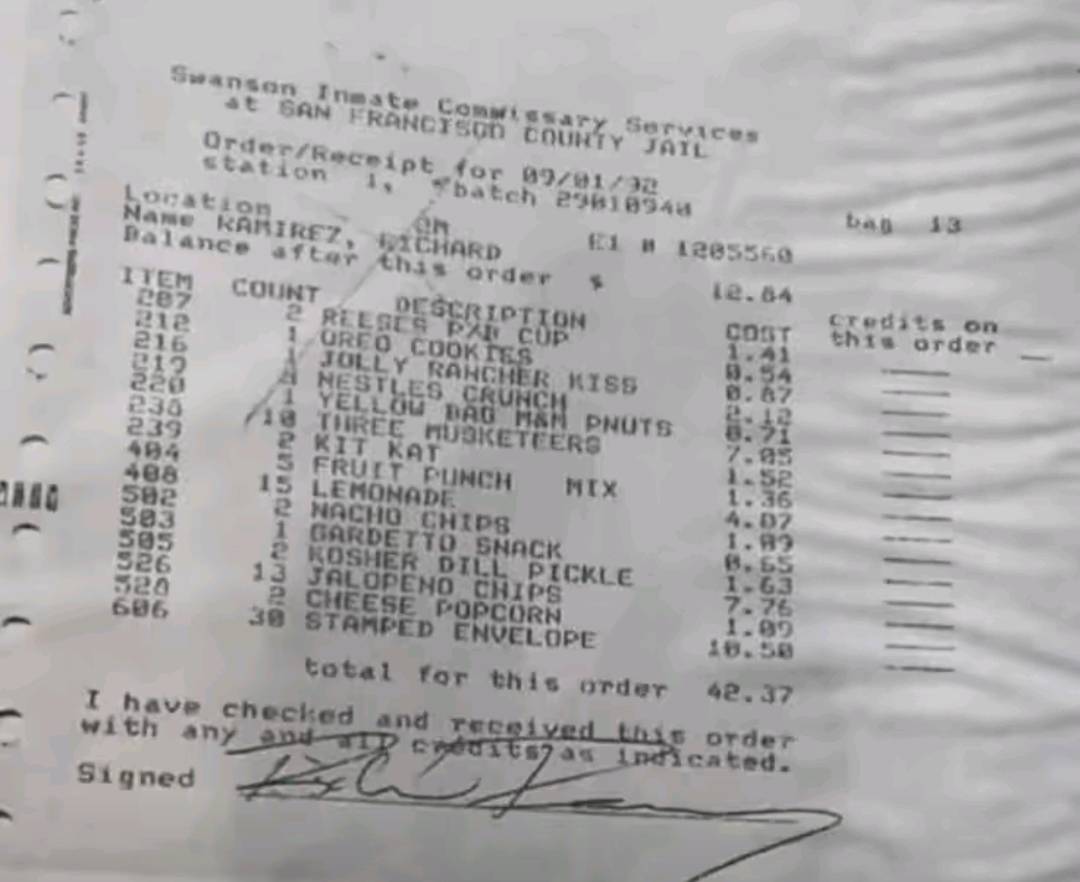 Swanson Inmate Commissary Services
at SAN FRANCISOD COUNTY JAIL
Order/Receipt for 09/01/92
station 1, batch 29010940
bag 13
Location
Name RAMIREZ, RICHARD E1 # 1205560
Balance after this order $ 12.84
ITEM COUNT DESCRIPTION COST credits on this order
207 2 REESES P/B CUP 1.41
212 1 OREO COOKIES 0.54
216 1 JOLLY RANCHER KISS 0.87
219 NESTLES CRUNCH 2.12
220 1 YELLOW BAG M&M PNUTS 0.71
238 10 THREE MUSKETEERS 7.05
239 2 KIT KAT 1.52
404 5 FRUIT PUNCH MIX 1.36
408 15 LEMONADE 4.07
502 2 NACHO CHIPS 1.09
503 1 GARDETTO SNACK 0.65
505 2 KOSHER DILL PICKLE 1.63
526 13 JALOPENO CHIPS 7.76
528 2 CHEESE POPCORN 1.09
606 30 STAMPED ENVELOPE 10.50
total for this order 42.37
I have checked and received this order
with any and all credits as indicated.
Signed